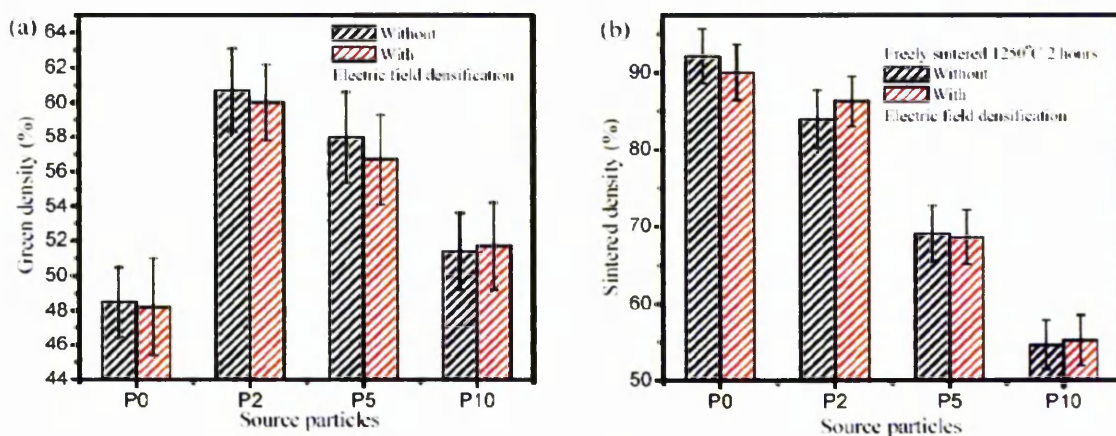 (a)
Green density (%)
64
62
60
58
56
54
52
50
48
46
44
Without
With
Electric field densification
P0
P2
P5
P10
Source particles
(b)
Sintered density (%)
90
80
70
60
50
Freely sintered 1250°C 2 hours
Without
With
Electric field densification
P0
P2
P5
P10
Source particles